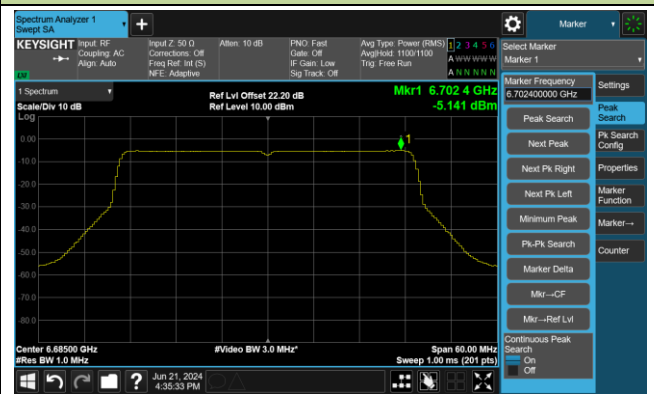 Spectrum Analyzer 1
Swept SA
+
Marker
KEYSIGHT
Input: RF
Coupling: AC
Align: Auto
Input Z: 50 Ω
Corrections: Off
Freq Ref: Int (S)
NFE: Adaptive
Atten: 10 dB
PNO: Fast
Gate: Off
IF Gain: Low
Sig Track: Off
Avg Type: Power (RMS)
Avg|Hold: 1100/1100
Trig: Free Run
1 2 3 4 5 6
A W W W W W
A N N N N N
LXI
Select Marker
Marker 1
1 Spectrum
Scale/Div 10 dB
Log
Ref Lvl Offset 22.20 dB
Ref Level 10.00 dBm
Mkr1 6.702 4 GHz
-5.141 dBm
1
0.00
-10.0
-20.0
-30.0
-40.0
-50.0
-60.0
-70.0
-80.0
Center 6.68500 GHz
#Res BW 1.0 MHz
#Video BW 3.0 MHz*
Span 60.00 MHz
Sweep 1.00 ms (201 pts)
Marker Frequency
6.702400000 GHz
Peak Search
Next Peak
Next Pk Right
Next Pk Left
Minimum Peak
Pk-Pk Search
Marker Delta
Mkr→CF
Mkr→Ref Lvl
Continuous Peak
Search
On
Off
Settings
Peak
Search
Pk Search
Config
Properties
Marker
Function
Marker→
Counter
?
Jun 21, 2024
4:35:33 PM